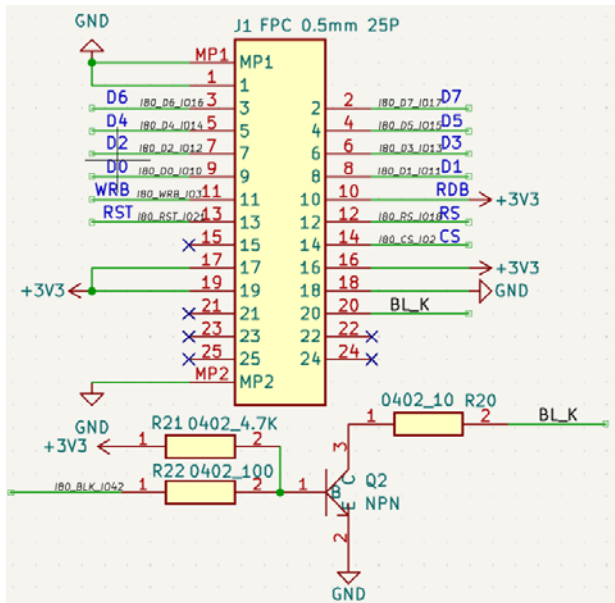 GND
J1 FPC 0.5mm 25P
MP1 MP1
1 1
D6 I80_D6_IO16 3 3 2 2 I80_D7_IO17 D7
D4 I80_D4_IO14 5 5 4 4 I80_D5_IO15 D5
D2 I80_D2_IO12 7 7 6 6 I80_D3_IO13 D3
D0 I80_D0_IO10 9 9 8 8 I80_D1_IO11 D1
WRB I80_WRB_IO3 11 11 10 10 RDB +3V3
RST I80_RST_IO21 13 13 12 12 I80_RS_IO18 RS
15 15 14 14 I80_CS_IO2 CS
17 17 16 16 +3V3
+3V3 19 19 18 18 GND
21 21 20 20 BL_K
23 23 22 22
25 25 24 24
MP2 MP2
GND
R21 0402_4.7K
+3V3 1 2
R22 0402_100
I80_BLK_IO42 1 2
0402_10 R20
1 2 BL_K
3
1 B C E
Q2
NPN
2
GND